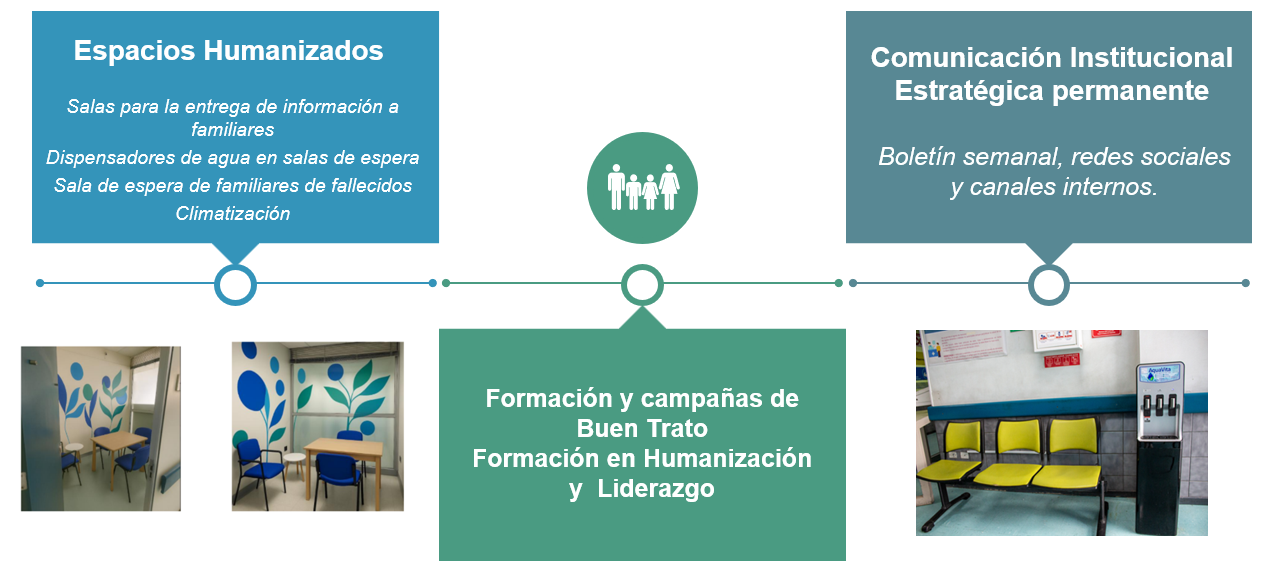 Espacios Humanizados
Salas para la entrega de información a
familiares
Dispensadores de agua en salas de espera
Sala de espera de familiares de fallecidos
Climatización
Comunicación Institucional
Estratégica permanente
Boletín semanal, redes sociales
y canales internos.
Formación y campañas de
Buen Trato
Formación en Humanización
y Liderazgo
AquaVita